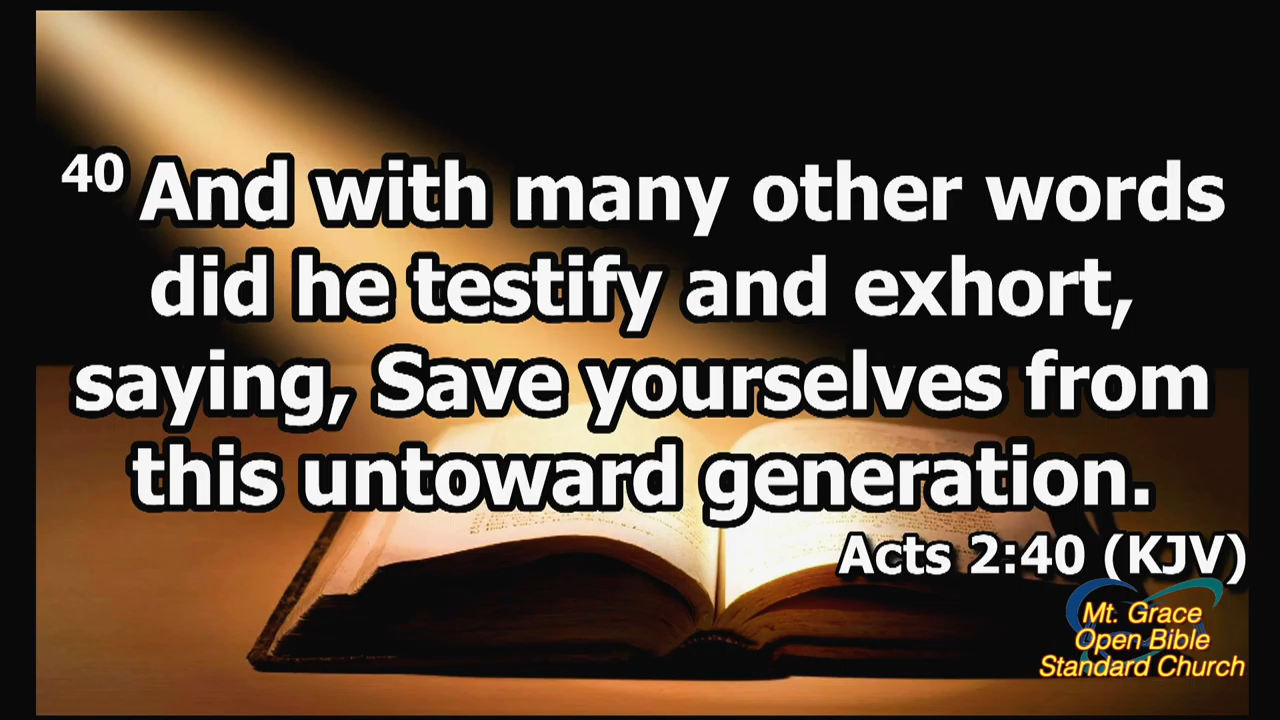 40 And with many other words
did he testify and exhort,
saying, Save yourselves from
this untoward generation.
Acts 2:40 (KJV)
Mt. Grace
Open Bible
Standard Church